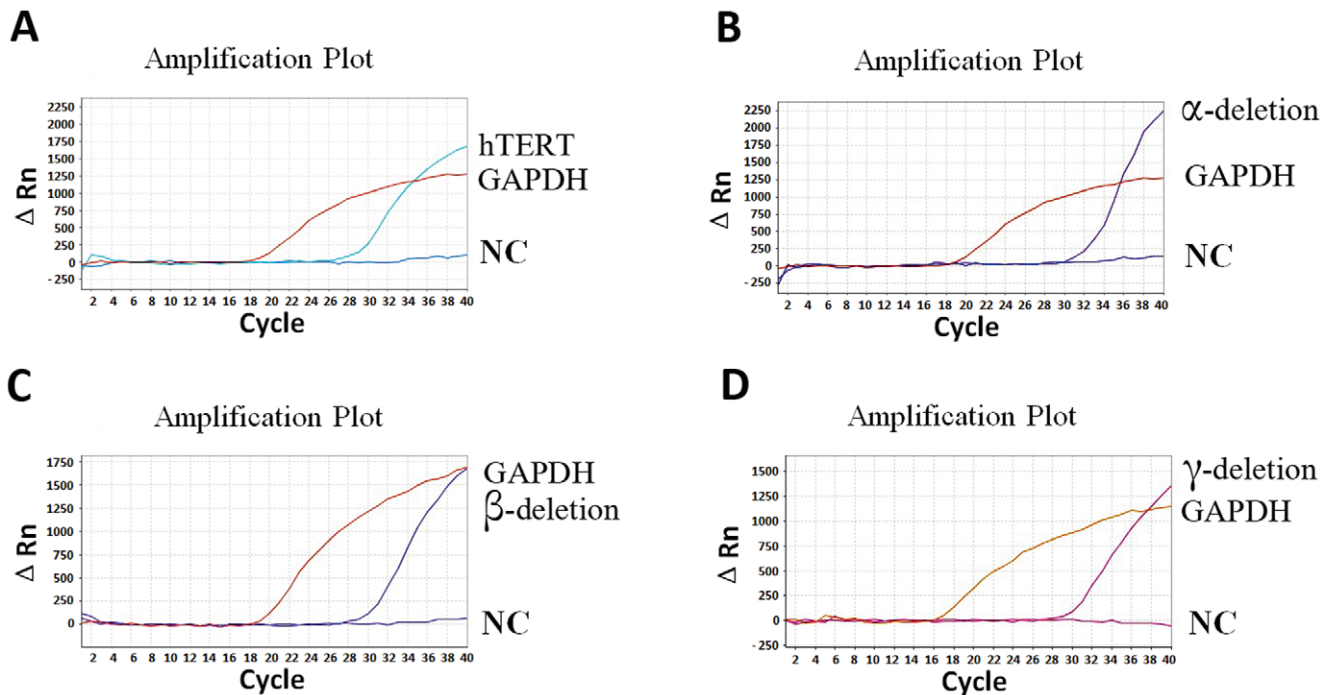 A
Amplification Plot
2250
2000
1750
1500
1250
1000
750
500
250
0
-250
Δ Rn
2 4 6 8 10 12 14 16 18 20 22 24 26 28 30 32 34 36 38 40
Cycle
hTERT
GAPDH
NC
B
Amplification Plot
2250
2000
1750
1500
1250
1000
750
500
250
0
-250
Δ Rn
2 4 6 8 10 12 14 16 18 20 22 24 26 28 30 32 34 36 38 40
Cycle
α-deletion
GAPDH
NC
C
Amplification Plot
1750
1500
1250
1000
750
500
250
0
Δ Rn
2 4 6 8 10 12 14 16 18 20 22 24 26 28 30 32 34 36 38 40
Cycle
GAPDH
β-deletion
NC
D
Amplification Plot
1500
1250
1000
750
500
250
0
-250
Δ Rn
2 4 6 8 10 12 14 16 18 20 22 24 26 28 30 32 34 36 38 40
Cycle
γ-deletion
GAPDH
NC